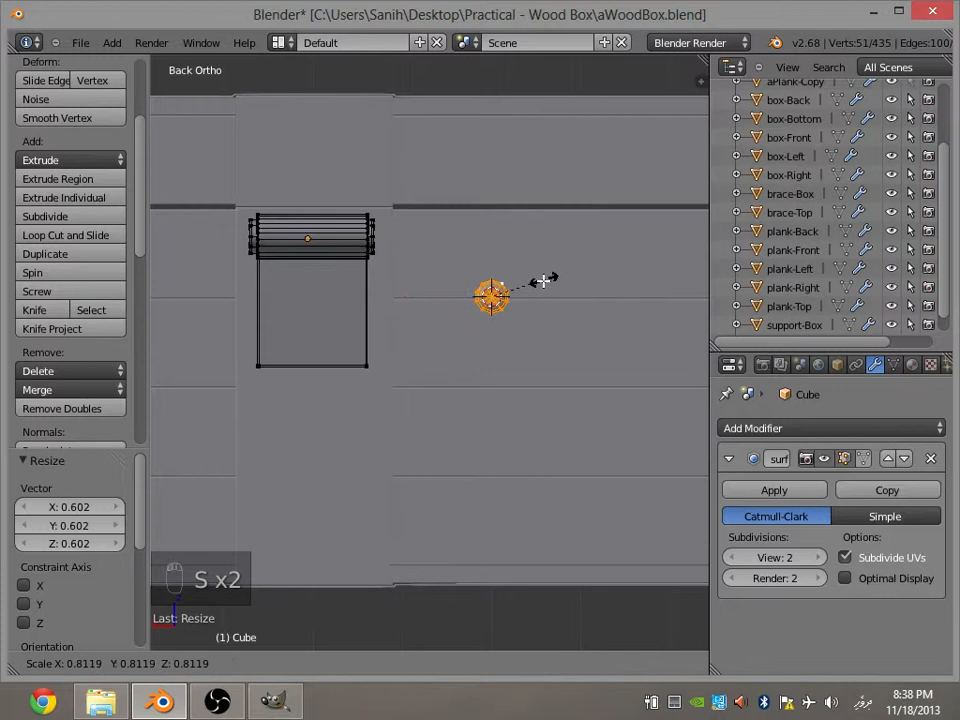 Blender* [C:\Users\Sanih\Desktop\Practical - Wood Box\aWoodBox.blend]
File Add Render Window Help Default Scene Blender Render v2.68 | Verts:51/435 | Edges:100/
Deform:
Slide Edge Vertex
Noise
Smooth Vertex
Add:
Extrude
Extrude Region
Extrude Individual
Subdivide
Loop Cut and Slide
Duplicate
Spin
Screw
Knife Select
Knife Project
Remove:
Delete
Merge
Remove Doubles
Normals:
Resize
Vector
X: 0.602
Y: 0.602
Z: 0.602
Constraint Axis
X
Y
Z
Orientation
Back Ortho
S x2
Last: Resize
(1) Cube
Scale X: 0.8119 Y: 0.8119 Z: 0.8119
View Search All Scenes
aPlank-Copy
box-Back
box-Bottom
box-Front
box-Left
box-Right
brace-Box
brace-Top
plank-Back
plank-Front
plank-Left
plank-Right
plank-Top
support-Box
Cube
Add Modifier
surf
Apply Copy
Catmull-Clark Simple
Subdivisions: Options:
View: 2 Subdivide UVs
Render: 2 Optimal Display
8:38 PM
11/18/2013